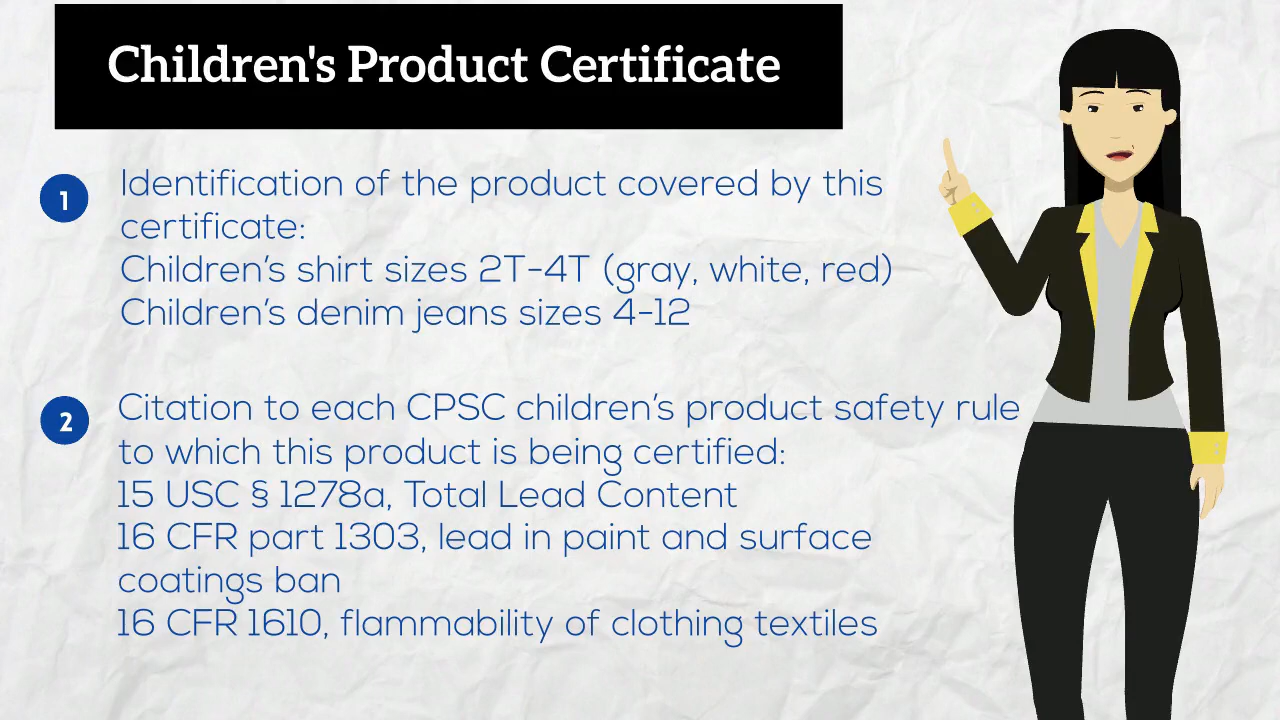 Children's Product Certificate
1
Identification of the product covered by this
certificate:
Children's shirt sizes 2T-4T (gray, white, red)
Children's denim jeans sizes 4-12
2
Citation to each CPSC children's product safety rule
to which this product is being certified:
15 USC § 1278a, Total Lead Content
16 CFR part 1303, lead in paint and surface
coatings ban
16 CFR 1610, flammability of clothing textiles